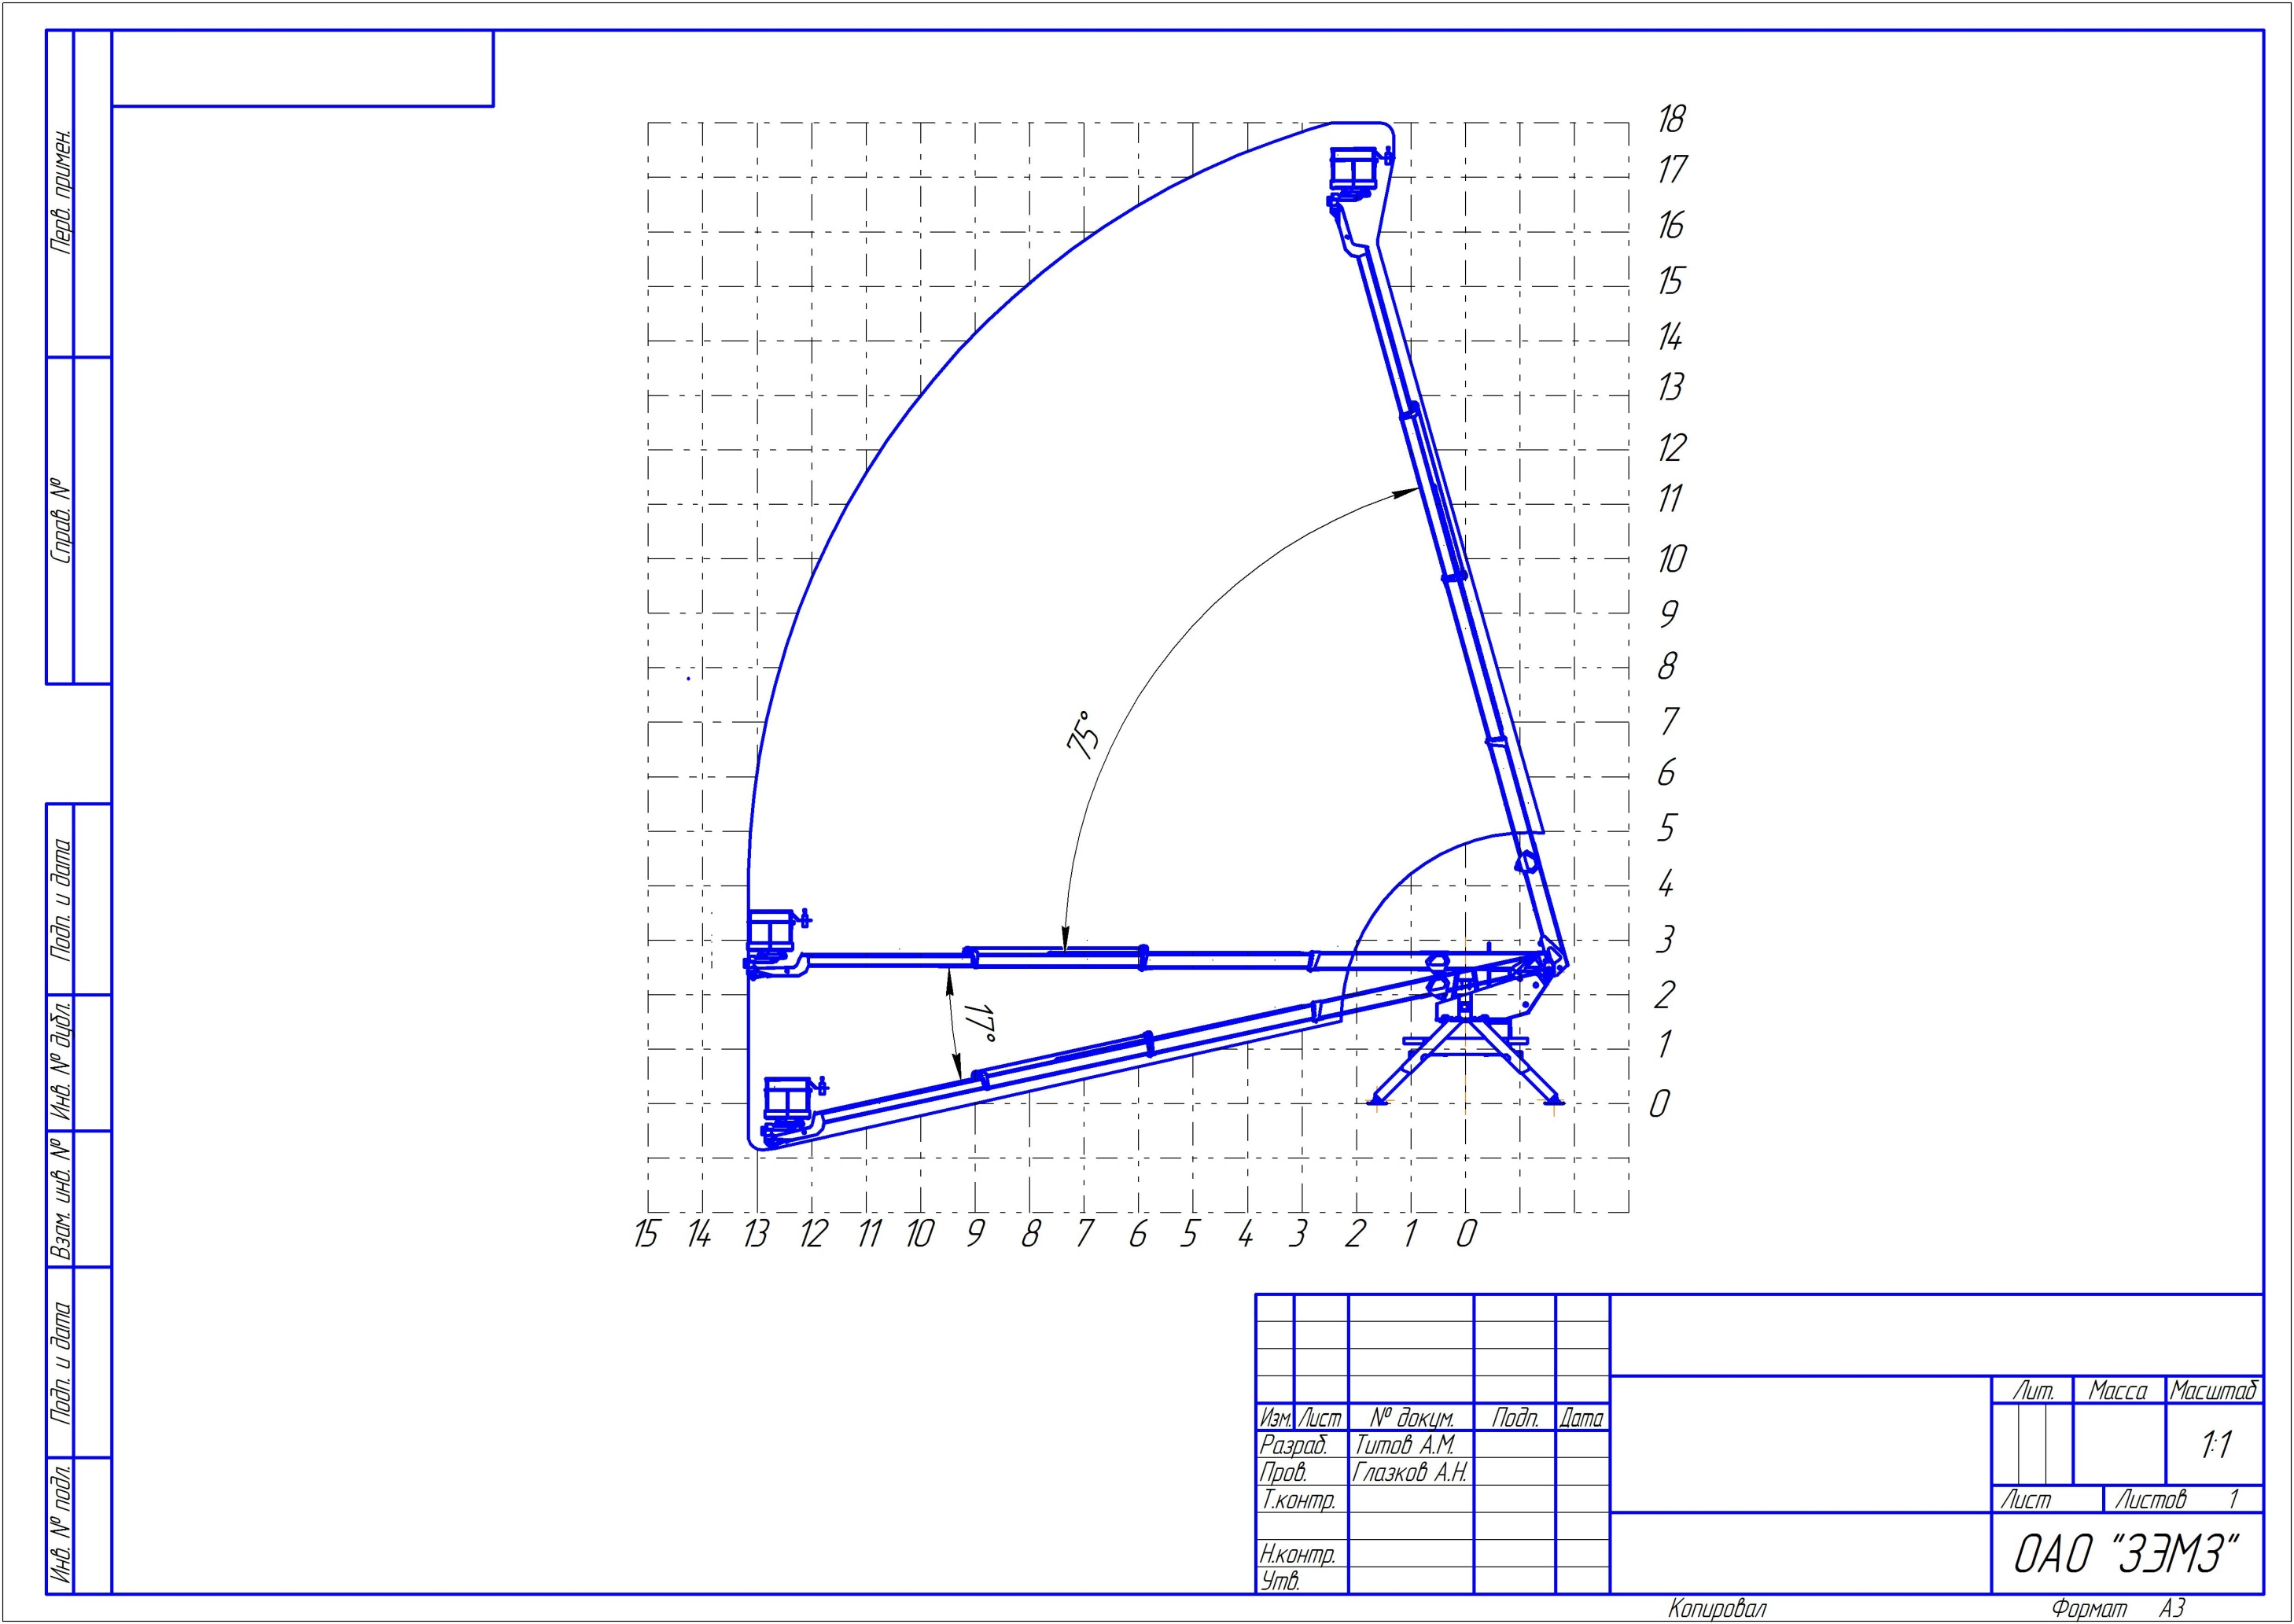 Перв. примен.
Справ. №
Подп. и дата
Инв. № дубл.
Взам. инв. №
Подп. и дата
Инв. № подл.
18
17
16
15
14
13
12
11
10
9
8
7
6
5
4
3
2
1
0
75°
17°
15 14 13 12 11 10 9 8 7 6 5 4 3 2 1 0
Лит. Масса Масштаб
Изм. Лист № докум. Подп. Дата
Разраб. Титов А.М.
1:1
Пров. Глазков А.Н.
Т.контр.
Лист Листов 1
Н.контр.
Утв.
ОАО "ЗЭМЗ"
Копировал Формат А3